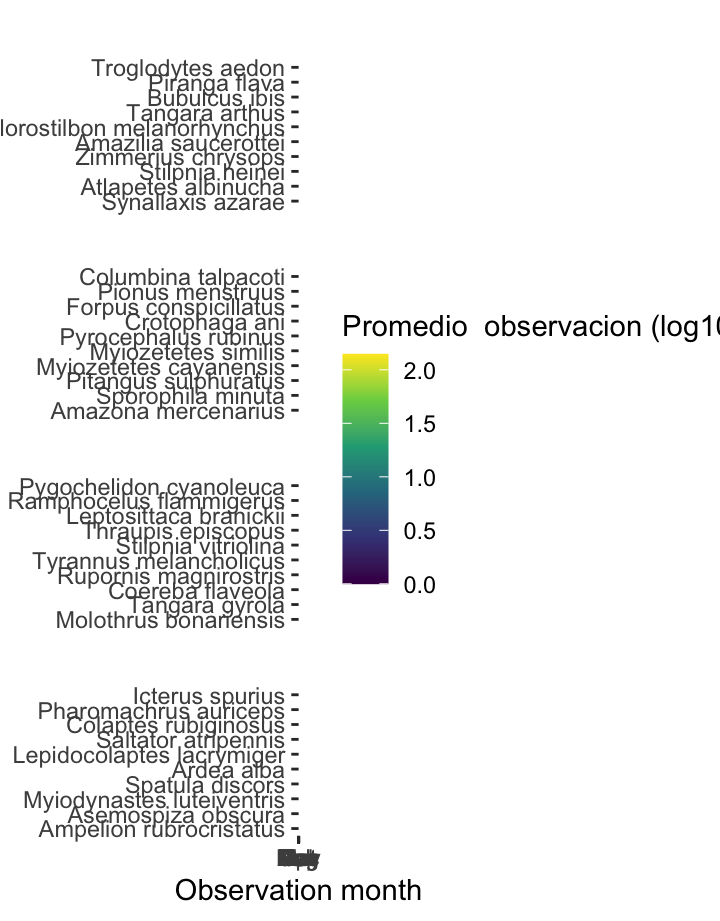 Troglodytes aedon
Piranga flava
Bubulcus ibis
Tangara arthus
lorostilbon melanorhynchus
Amazilia saucerottei
Zimmerius chrysops
Stilpnia heinei
Atlapetes albinucha
Synallaxis azarae
Columbina talpacoti
Pionus menstruus
Forpus conspicillatus
Crotophaga ani
Pyrocephalus rubinus
Myiozetetes similis
Myiozetetes cayanensis
Pitangus sulphuratus
Sporophila minuta
Amazona mercenarius
Pygochelidon cyanoleuca
Ramphocelus flammigerus
Leptosittaca branickii
Thraupis episcopus
Stilpnia vitriolina
Tyrannus melancholicus
Rupornis magnirostris
Coereba flaveola
Tangara gyrola
Molothrus bonariensis
Icterus spurius
Pharomachrus auriceps
Colaptes rubiginosus
Saltator atripennis
Lepidocolaptes lacrymiger
Ardea alba
Spatula discors
Myiodynastes luteiventris
Asemospiza obscura
Ampelion rubrocristatus
Observation month
Promedio  observacion (log10
2.0
1.5
1.0
0.5
0.0